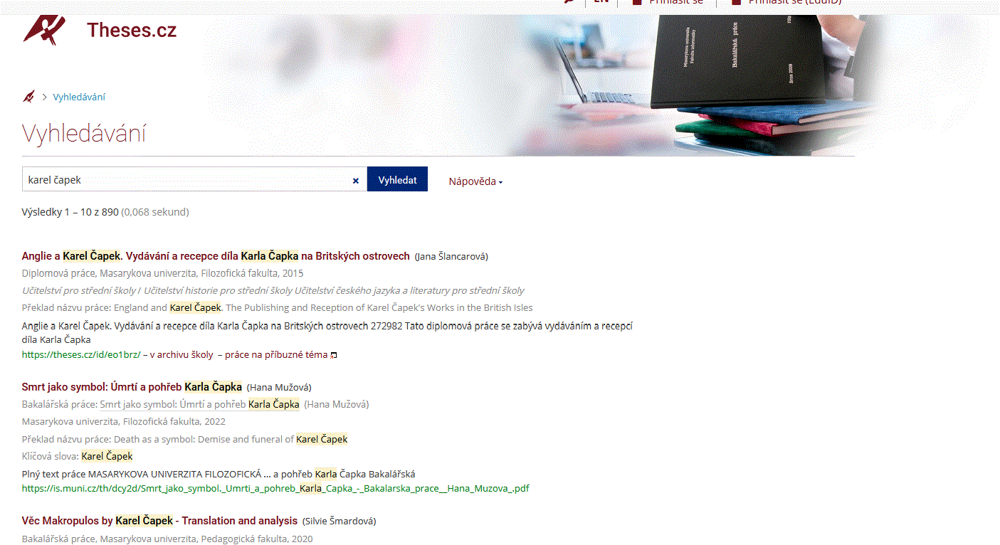 EN Přihlásit se Přihlásit se (EduID)
Theses.cz
Masarykova univerzita
Fakulta informatiky
Bakalářská práce
Brno 2009
Vyhledávání
Vyhledávání
karel čapek × Vyhledat Nápověda
Výsledky 1 – 10 z 890 (0,068 sekund)
Anglie a Karel Čapek. Vydávání a recepce díla Karla Čapka na Britských ostrovech (Jana Šlancarová)
Diplomová práce, Masarykova univerzita, Filozofická fakulta, 2015
Učitelství pro střední školy / Učitelství historie pro střední školy Učitelství českého jazyka a literatury pro střední školy
Překlad názvu práce: England and Karel Čapek. The Publishing and Reception of Karel Čapek's Works in the British Isles
Anglie a Karel Čapek. Vydávání a recepce díla Karla Čapka na Britských ostrovech 272982 Tato diplomová práce se zabývá vydáváním a recepcí
díla Karla Čapka
https://theses.cz/id/eo1brz/ – v archivu školy – práce na příbuzné téma
Smrt jako symbol: Úmrtí a pohřeb Karla Čapka (Hana Mužová)
Bakalářská práce: Smrt jako symbol: Úmrtí a pohřeb Karla Čapka (Hana Mužová)
Masarykova univerzita, Filozofická fakulta, 2022
Překlad názvu práce: Death as a symbol: Demise and funeral of Karel Čapek
Klíčová slova: Karel Čapek
Plný text práce MASARYKOVA UNIVERZITA FILOZOFICKÁ ... a pohřeb Karla Čapka Bakalářská
https://is.muni.cz/th/dcy2d/Smrt_jako_symbol._Umrti_a_pohreb_Karla_Capka_-_Bakalarska_prace__Hana_Muzova_.pdf
Věc Makropulos by Karel Čapek - Translation and analysis (Silvie Šmardová)
Bakalářská práce, Masarykova univerzita, Pedagogická fakulta, 2020